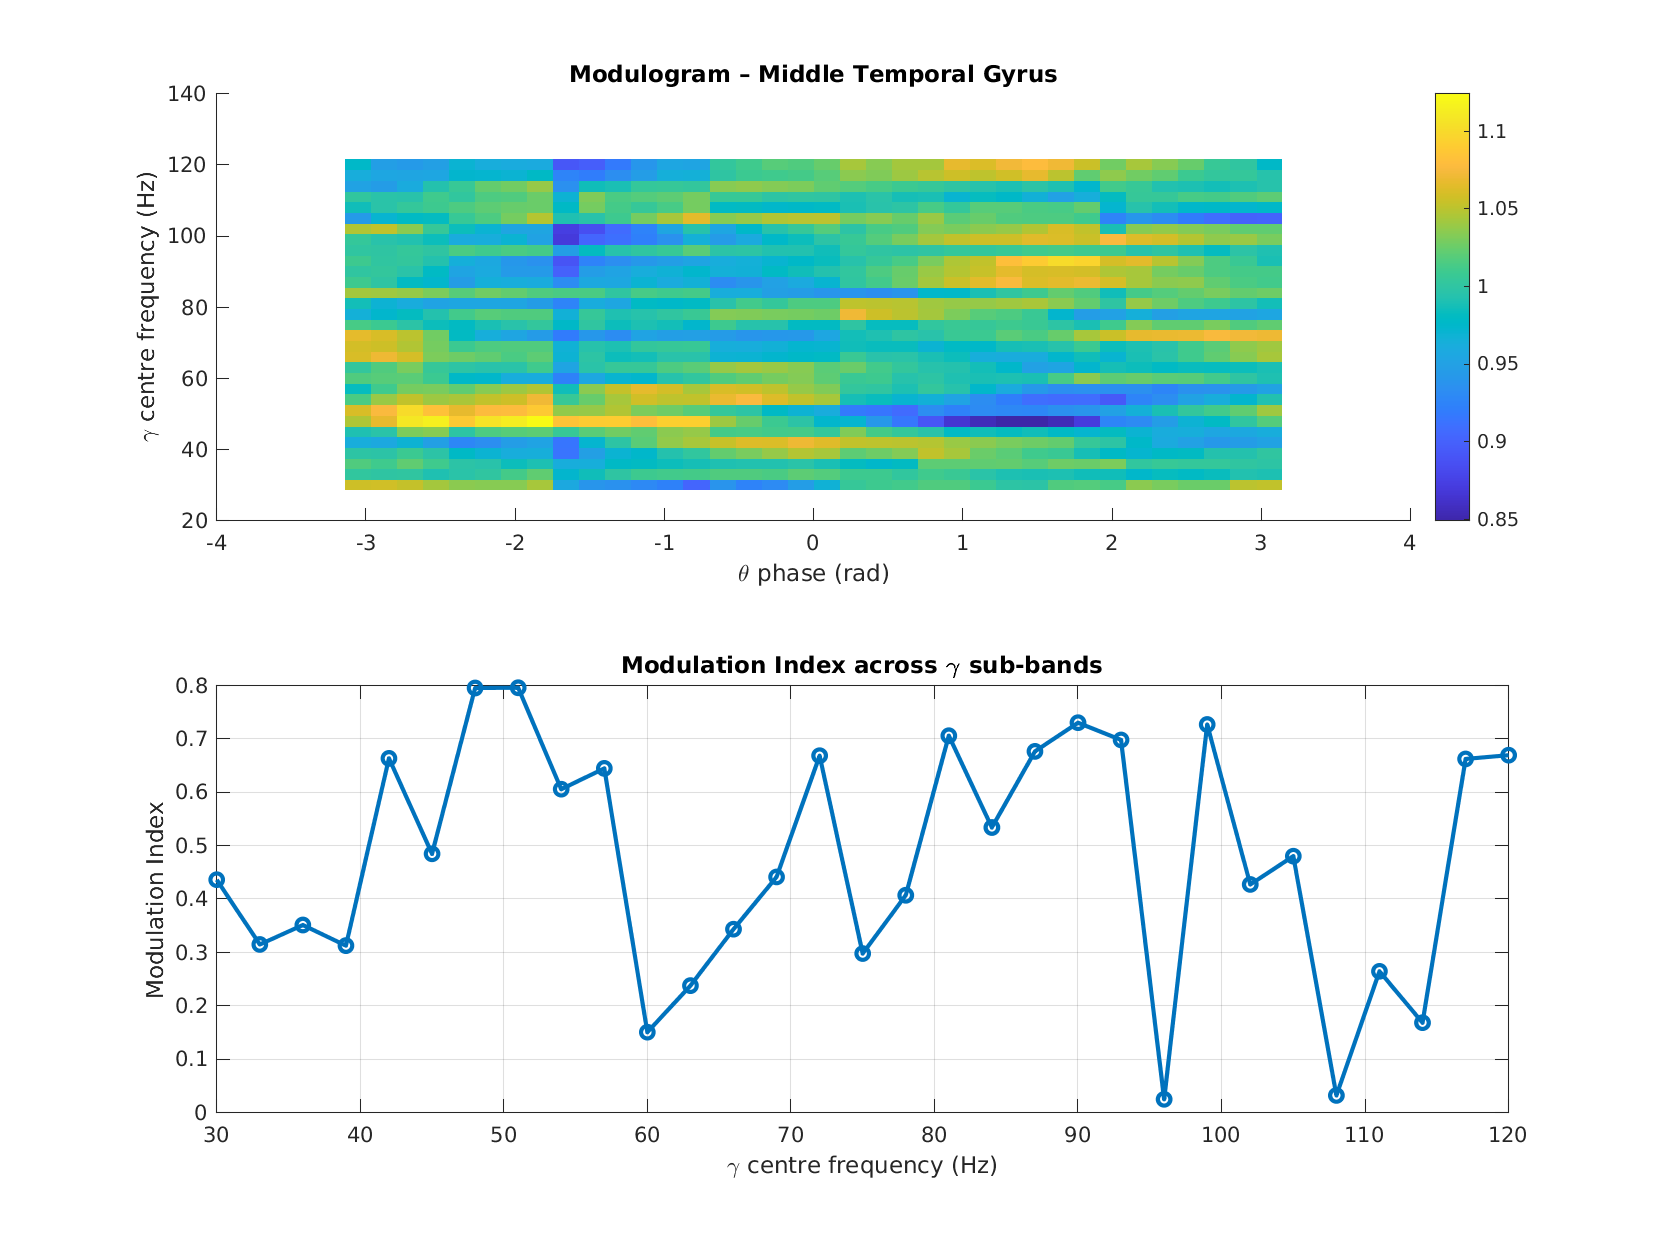 Modulogram – Middle Temporal Gyrus
140
120
100
80
60
40
20
γ centre frequency (Hz)
-4 -3 -2 -1 0 1 2 3 4
θ phase (rad)
1.1
1.05
1
0.95
0.9
0.85
Modulation Index across γ sub-bands
0.8
0.7
0.6
0.5
0.4
0.3
0.2
0.1
0
Modulation Index
30 40 50 60 70 80 90 100 110 120
γ centre frequency (Hz)